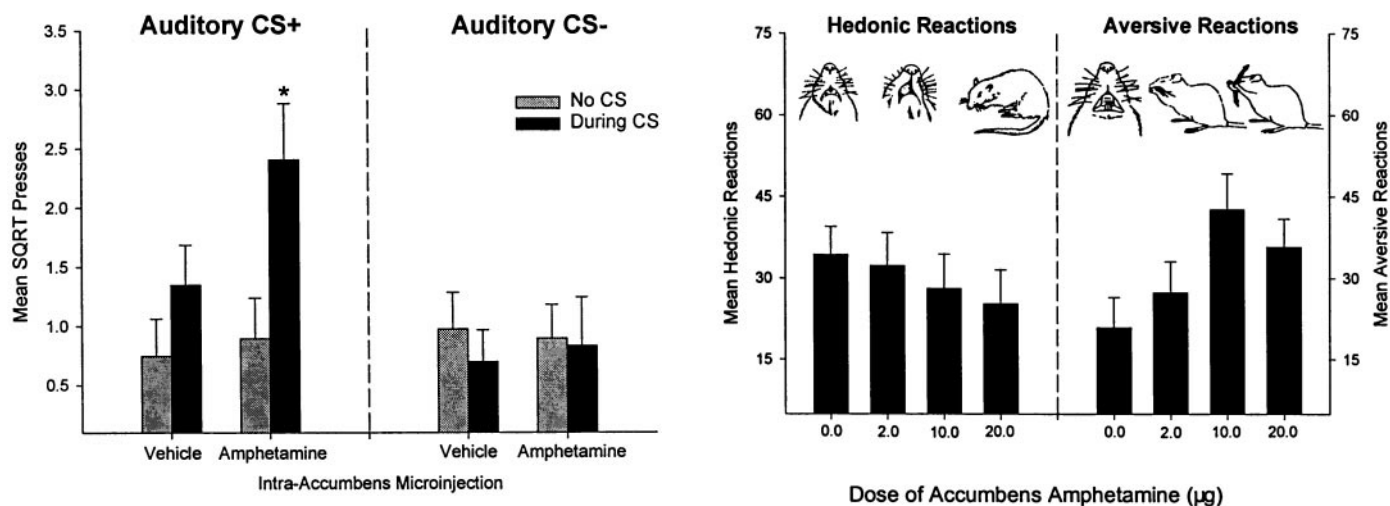 Auditory CS+
Auditory CS-
3.5
3.0
2.5
2.0
1.5
1.0
0.5
Mean SQRT Presses
*
No CS
During CS
Vehicle
Amphetamine
Vehicle
Amphetamine
Intra-Accumbens Microinjection
Hedonic Reactions
Aversive Reactions
75
60
45
30
15
Mean Hedonic Reactions
75
60
45
30
15
Mean Aversive Reactions
0.0
2.0
10.0
20.0
0.0
2.0
10.0
20.0
Dose of Accumbens Amphetamine (µg)